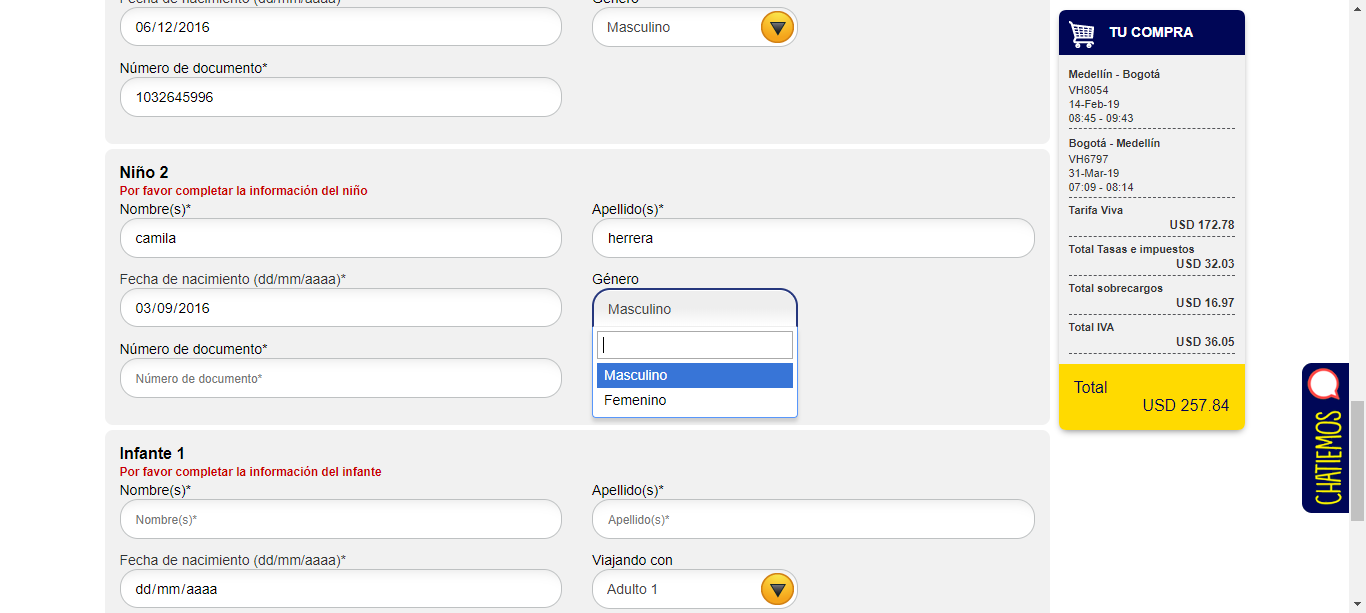 Fecha de nacimiento (dd/mm/aaaa)*
Género
06/12/2016
Masculino
Número de documento*
1032645996
Niño 2
Por favor completar la información del niño
Nombre(s)*
Apellido(s)*
camila
herrera
Fecha de nacimiento (dd/mm/aaaa)*
Género
03/09/2016
Masculino
Número de documento*
Número de documento*
Masculino
Femenino
Infante 1
Por favor completar la información del infante
Nombre(s)*
Apellido(s)*
Nombre(s)*
Apellido(s)*
Fecha de nacimiento (dd/mm/aaaa)*
Viajando con
dd/mm/aaaa
Adulto 1
TU COMPRA
Medellín - Bogotá
VH8054
14-Feb-19
08:45 - 09:43
Bogotá - Medellín
VH6797
31-Mar-19
07:09 - 08:14
Tarifa Viva
USD 172.78
Total Tasas e impuestos
USD 32.03
Total sobrecargos
USD 16.97
Total IVA
USD 36.05
Total
USD 257.84
CHATIEMOS